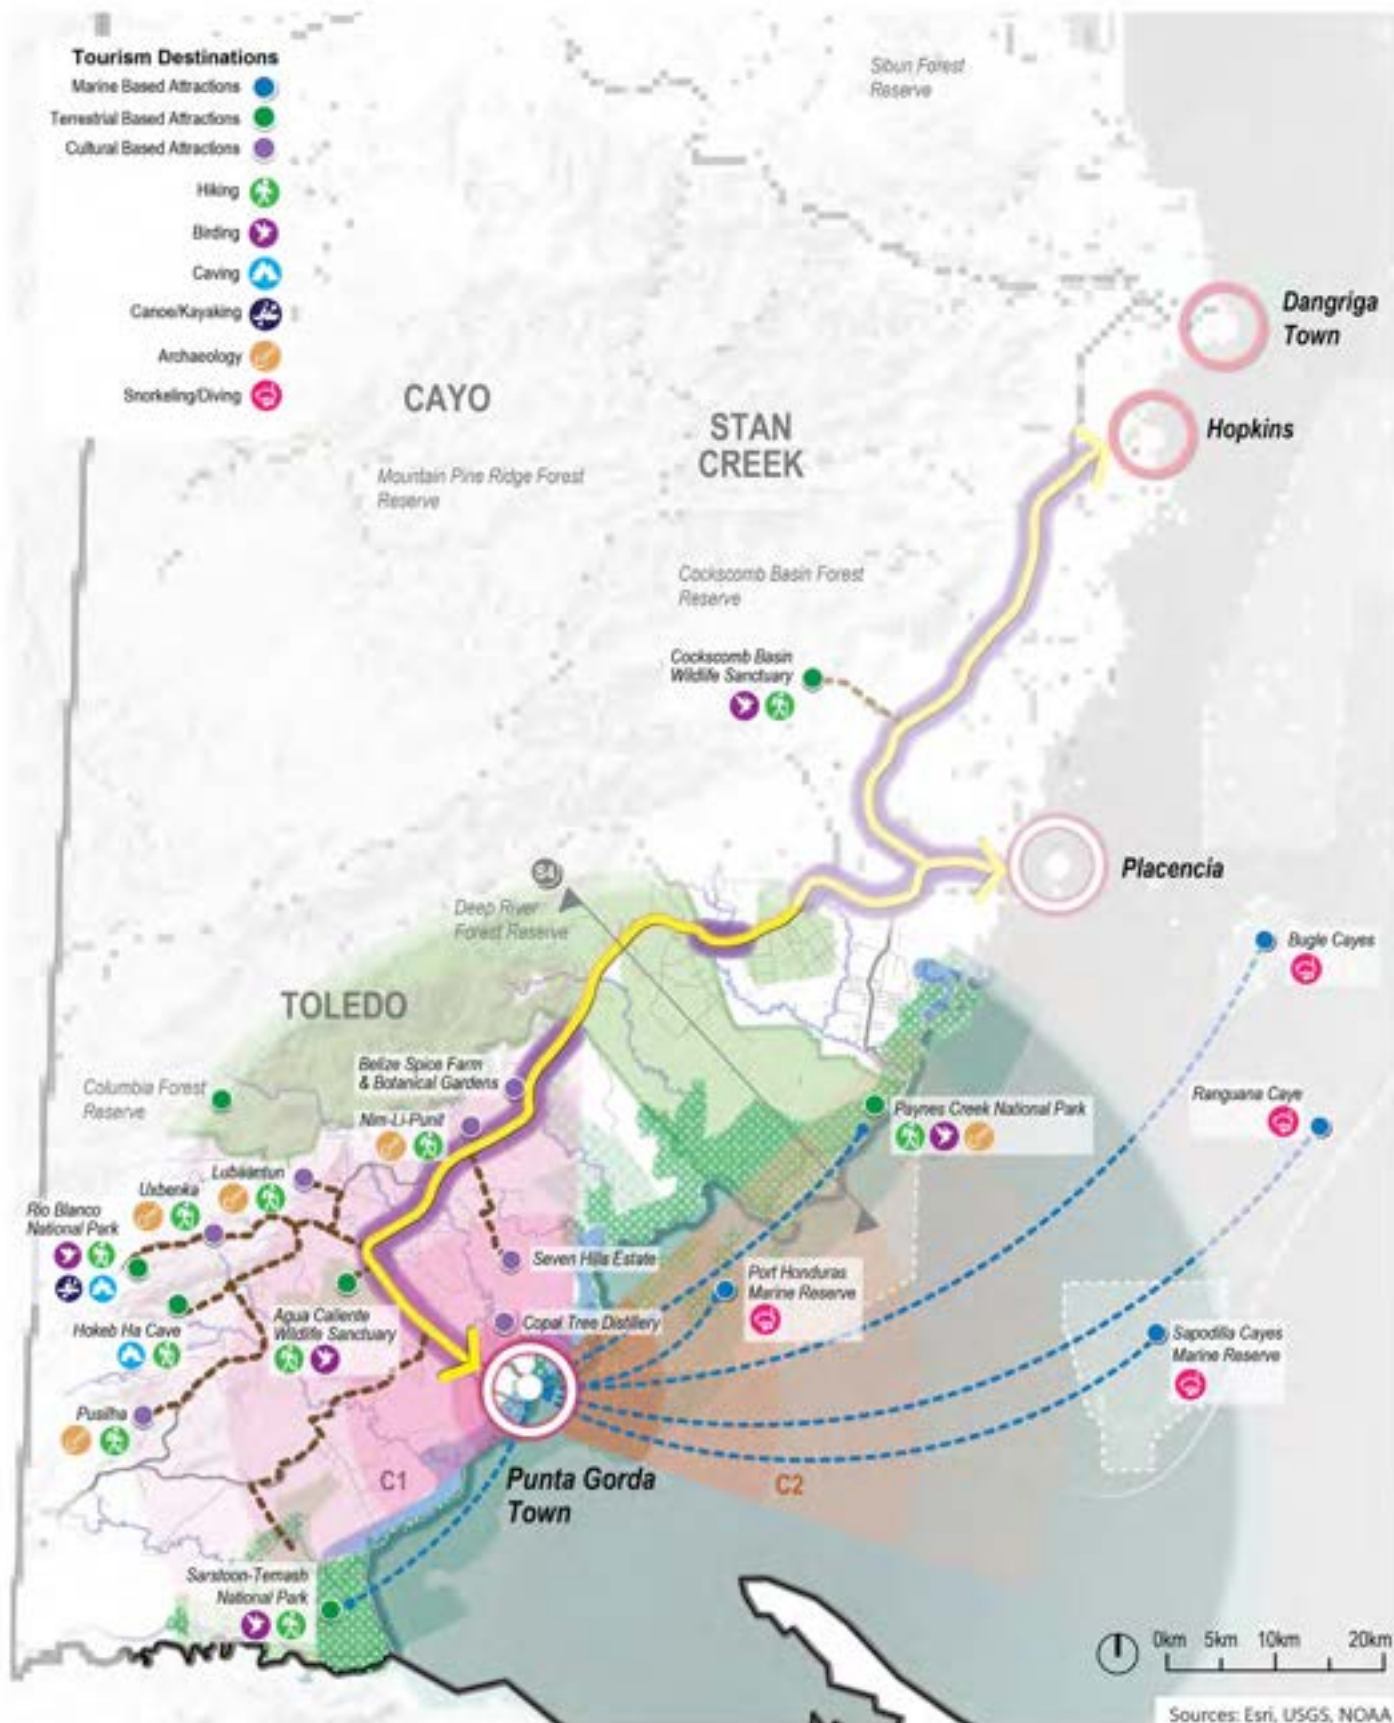 Tourism Destinations
Marine Based Attractions
Terrestrial Based Attractions
Cultural Based Attractions
Hiking
Birding
Caving
Canoe/Kayaking
Archaeology
Snorkeling/Diving
Sibun Forest
Reserve
Dangriga
Town
CAYO
STAN
CREEK
Hopkins
Mountain Pine Ridge Forest
Reserve
Cockscomb Basin Forest
Reserve
Cockscomb Basin
Wildlife Sanctuary
Placencia
Deep River
Forest Reserve
Bugle Cayes
TOLEDO
Belize Spice Farm
& Botanical Gardens
Columbia Forest
Reserve
Nim-Li-Punit
Paynes Creek National Park
Ranguana Caye
Lubaantun
Uxbenka
Rio Blanco
National Park
Seven Hills Estate
Port Honduras
Marine Reserve
Agua Caliente
Wildlife Sanctuary
Copal Tree Distillery
Hokeb Ha Cave
Sapodilla Cayes
Marine Reserve
Pusilha
C1
Punta Gorda
Town
C2
Sarstoon-Temash
National Park
0km 5km 10km 20km
Sources: Esri, USGS, NOAA